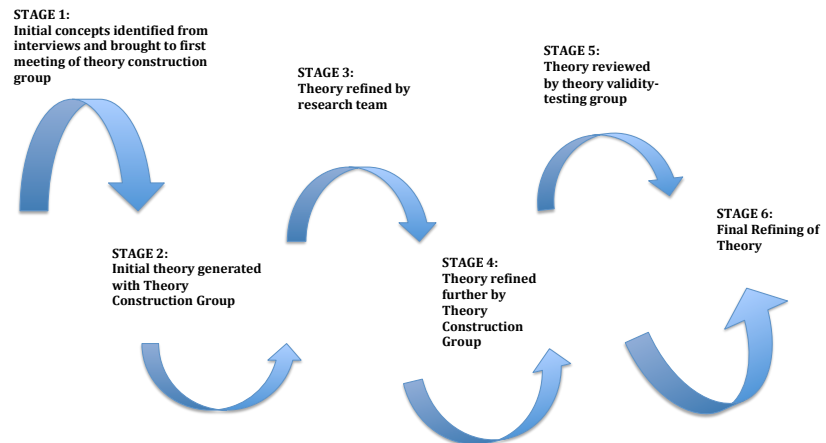 STAGE 1:
Initial concepts identified from
interviews and brought to first
meeting of theory construction
group
STAGE 2:
Initial theory generated
with Theory
Construction Group
STAGE 3:
Theory refined by
research team
STAGE 4:
Theory refined
further by
Theory
Construction
Group
STAGE 5:
Theory reviewed
by theory validity-
testing group
STAGE 6:
Final Refining of
Theory